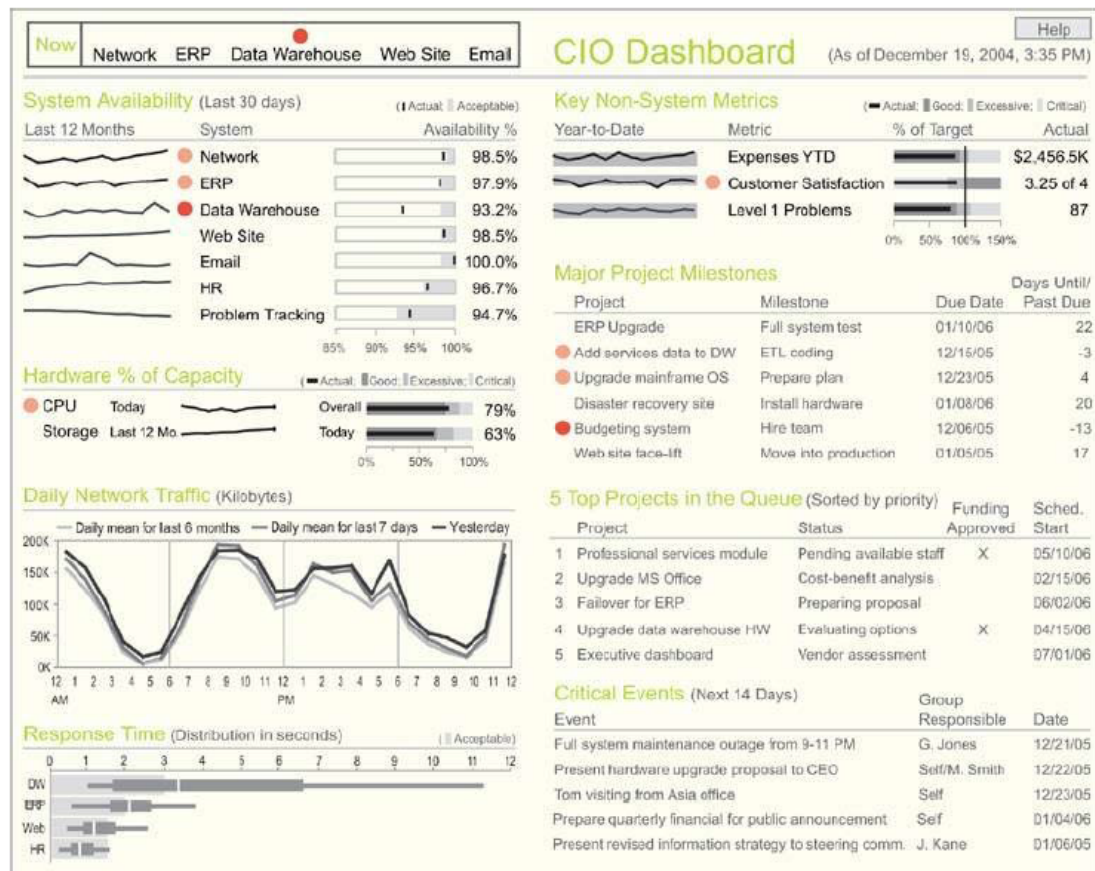 Now Network ERP Data Warehouse Web Site Email
CIO Dashboard
Help
(As of December 19, 2004, 3:35 PM)
System Availability (Last 30 days)
(Actual; Acceptable)
Last 12 Months System Availability %
Network 98.5%
ERP 97.9%
Data Warehouse 93.2%
Web Site 98.5%
Email 100.0%
HR 96.7%
Problem Tracking 94.7%
85% 90% 95% 100%
Hardware % of Capacity
(Actual; Good; Excessive; Critical)
CPU Today Overall 79%
Storage Last 12 Mo. Today 63%
0% 50% 100%
Daily Network Traffic (Kilobytes)
Daily mean for last 6 months Daily mean for last 7 days Yesterday
200K
150K
100K
50K
0K
12 1 2 3 4 5 6 7 8 9 10 11 12 1 2 3 4 5 6 7 8 9 10 11 12
AM PM
Response Time (Distribution in seconds)
(Acceptable)
0 1 2 3 4 5 6 7 8 9 10 11 12
DW
ERP
Web
HR
Key Non-System Metrics
(Actual; Good; Excessive; Critical)
Year-to-Date Metric % of Target Actual
Expenses YTD $2,456.5K
Customer Satisfaction 3.25 of 4
Level 1 Problems 87
0% 50% 100% 150%
Major Project Milestones
Days Until/
Project Milestone Due Date Past Due
ERP Upgrade Full system test 01/10/06 22
Add services data to DW ETL coding 12/16/05 -3
Upgrade mainframe OS Prepare plan 12/23/05 4
Disaster recovery site Install hardware 01/08/06 20
Budgeting system Hire team 12/06/05 -13
Web site face-lift Move into production 01/05/05 17
5 Top Projects in the Queue (Sorted by priority)
Funding Sched.
Project Status Approved Start
1 Professional services module Pending available staff X 05/10/06
2 Upgrade MS Office Cost-benefit analysis 02/15/06
3 Failover for ERP Preparing proposal 06/02/06
4 Upgrade data warehouse HW Evaluating options X 04/15/06
5 Executive dashboard Vendor assessment 07/01/06
Critical Events (Next 14 Days)
Group
Event Responsible Date
Full system maintenance outage from 9-11 PM G. Jones 12/21/05
Present hardware upgrade proposal to CEO Self/M. Smith 12/22/05
Tom visiting from Asia office Self 12/23/05
Prepare quarterly financial for public announcement Self 01/04/06
Present revised information strategy to steering comm. J. Kane 01/06/05